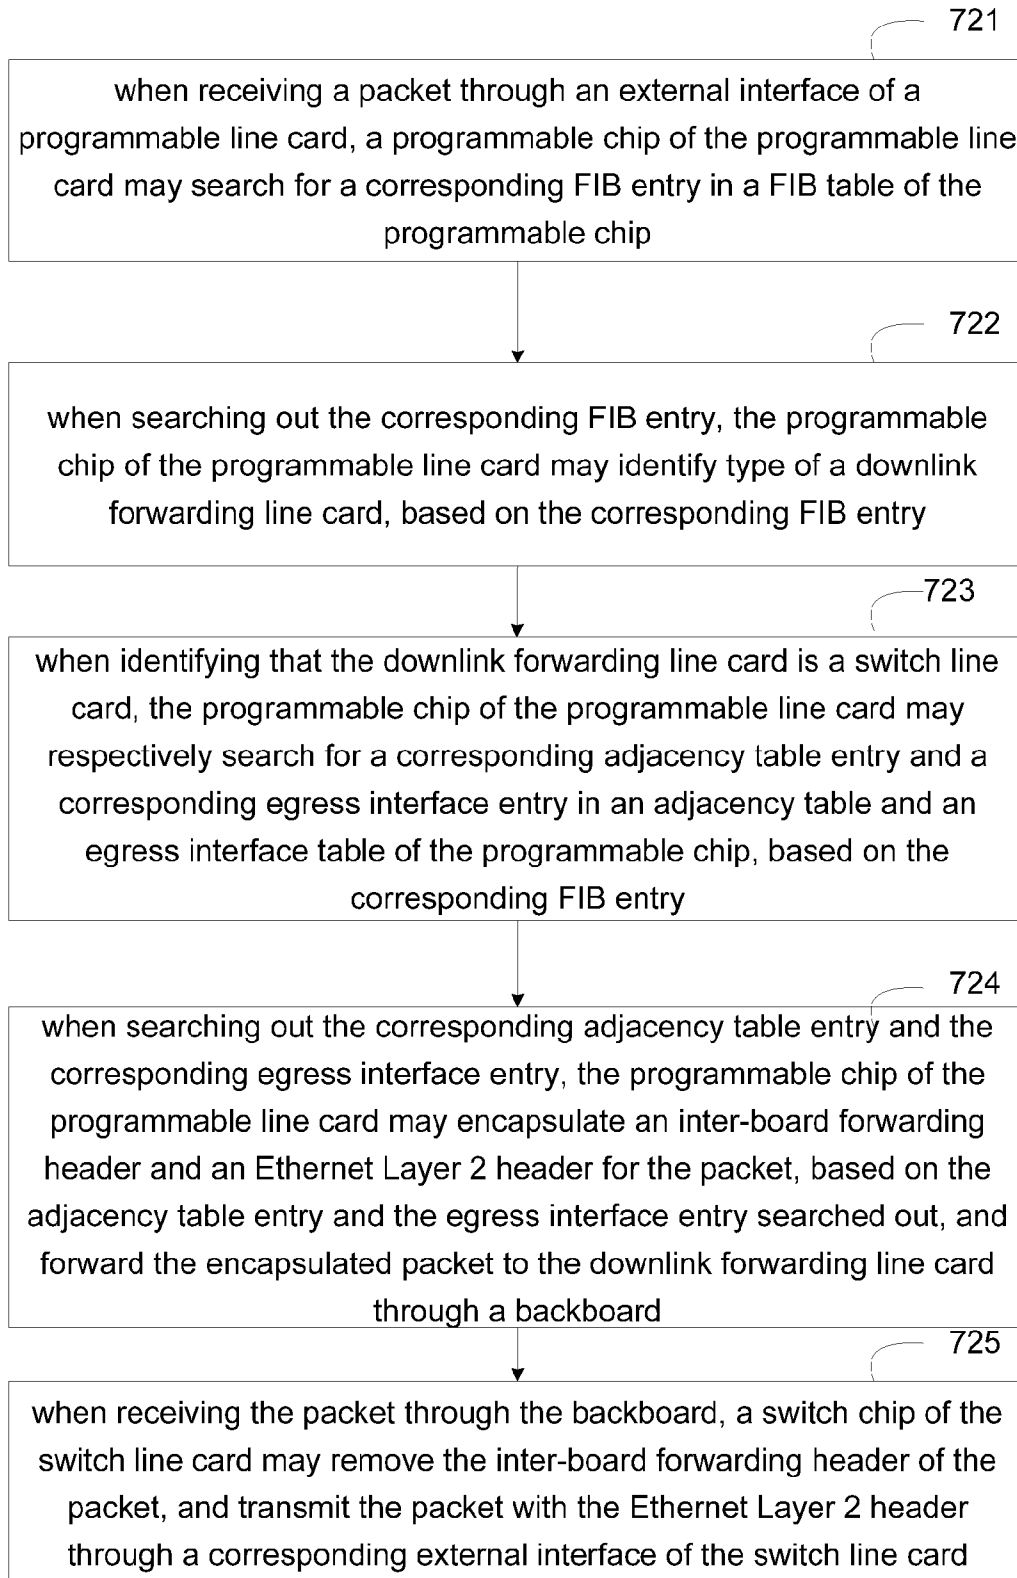 721
when receiving a packet through an external interface of a
programmable line card, a programmable chip of the programmable line
card may search for a corresponding FIB entry in a FIB table of the
programmable chip
722
when searching out the corresponding FIB entry, the programmable
chip of the programmable line card may identify type of a downlink
forwarding line card, based on the corresponding FIB entry
723
when identifying that the downlink forwarding line card is a switch line
card, the programmable chip of the programmable line card may
respectively search for a corresponding adjacency table entry and a
corresponding egress interface entry in an adjacency table and an
egress interface table of the programmable chip, based on the
corresponding FIB entry
724
when searching out the corresponding adjacency table entry and the
corresponding egress interface entry, the programmable chip of the
programmable line card may encapsulate an inter-board forwarding
header and an Ethernet Layer 2 header for the packet, based on the
adjacency table entry and the egress interface entry searched out, and
forward the encapsulated packet to the downlink forwarding line card
through a backboard
725
when receiving the packet through the backboard, a switch chip of the
switch line card may remove the inter-board forwarding header of the
packet, and transmit the packet with the Ethernet Layer 2 header
through a corresponding external interface of the switch line card